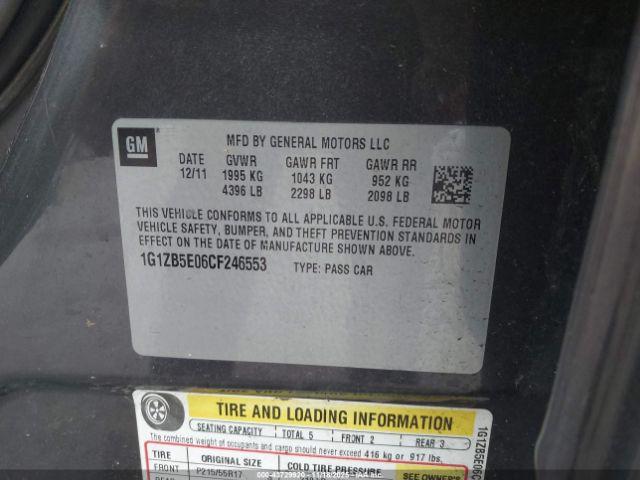 GM
MFD BY GENERAL MOTORS LLC
DATE GVWR GAWR FRT GAWR RR
12/11 1995 KG 1043 KG 952 KG
4396 LB 2298 LB 2098 LB
THIS VEHICLE CONFORMS TO ALL APPLICABLE U.S. FEDERAL MOTOR
VEHICLE SAFETY, BUMPER, AND THEFT PREVENTION STANDARDS IN
EFFECT ON THE DATE OF MANUFACTURE SHOWN ABOVE.
1G1ZB5E06CF246553 TYPE: PASS CAR
TIRE AND LOADING INFORMATION
SEATING CAPACITY TOTAL 5 FRONT 2 REAR 3
The combined weight of occupants and cargo should never exceed 416 kg or 917 lbs.
TIRE ORIGINAL COLD TIRE PRESSURE
SEE OWNER'S
FRONT P215/55R17
1G1ZB5E06C